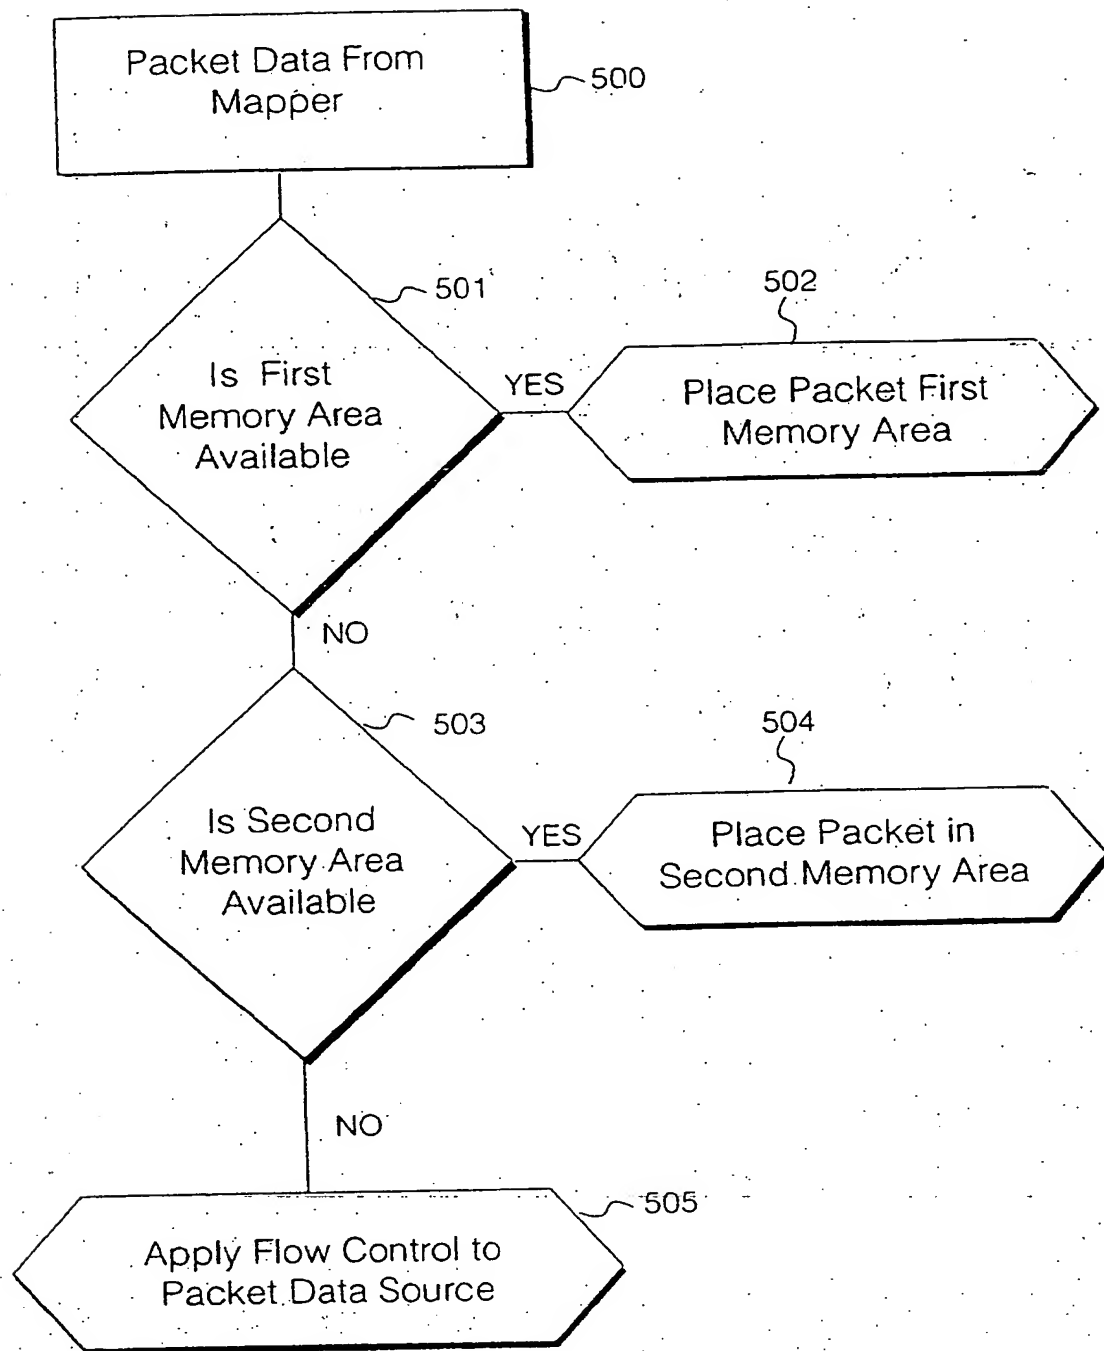 Packet Data From
Mapper
500
501
Is First
Memory Area
Available
YES
502
Place Packet First
Memory Area
NO
503
Is Second
Memory Area
Available
YES
504
Place Packet in
Second Memory Area
NO
505
Apply Flow Control to
Packet Data Source